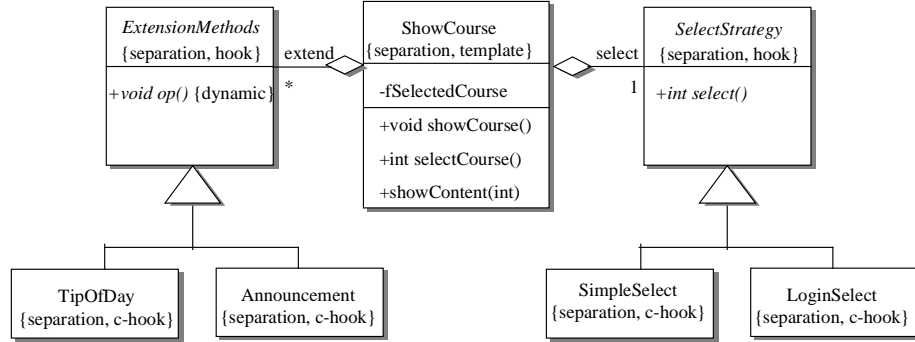 ExtensionMethods
{separation, hook}
+void op() {dynamic}
extend
*
ShowCourse
{separation, template}
-fSelectedCourse
+void showCourse()
+int selectCourse()
+showContent(int)
select
1
SelectStrategy
{separation, hook}
+int select()
TipOfDay
{separation, c-hook}
Announcement
{separation, c-hook}
SimpleSelect
{separation, c-hook}
LoginSelect
{separation, c-hook}